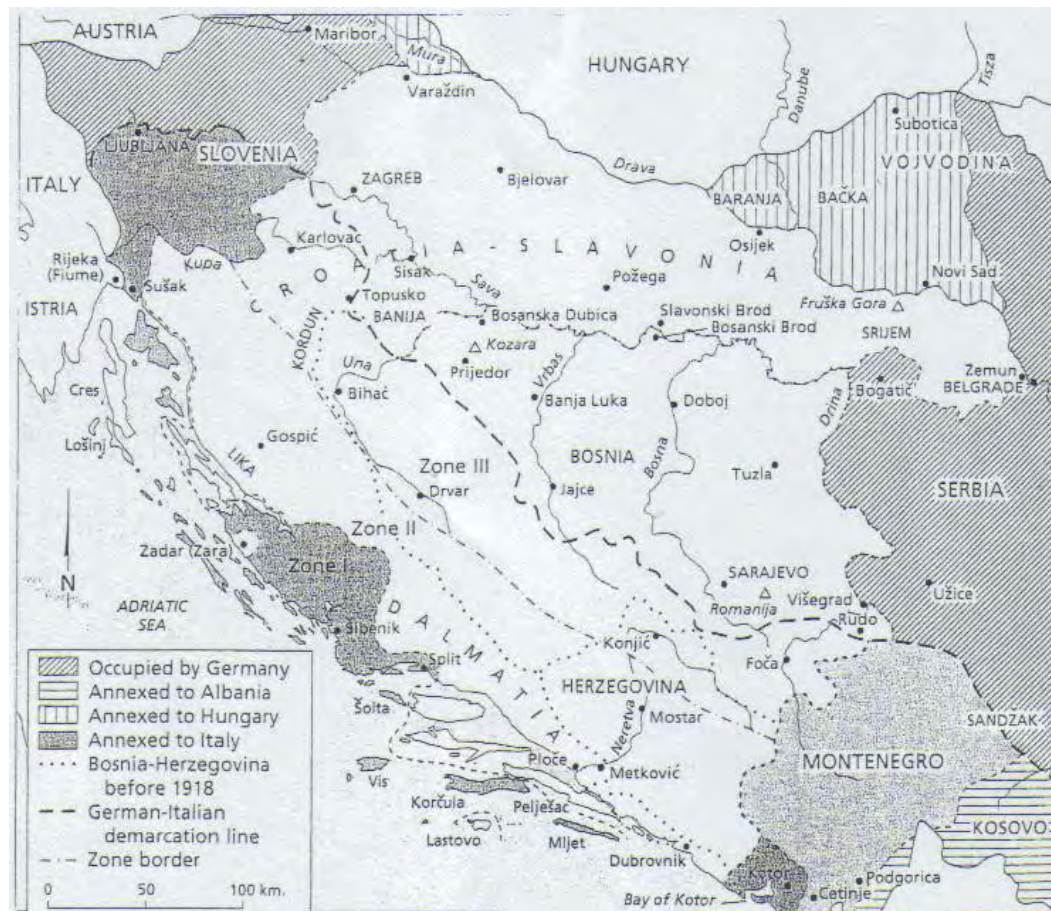 AUSTRIA
Maribor
Mura
HUNGARY
Danube
Tisza
Varaždin
Subotica
LJUBLJANA
SLOVENIA
VOJVODINA
ITALY
ZAGREB
Bjelovar
Drava
BARANJA
BAČKA
Karlovac
Osijek
Rijeka
(Fiume)
Kupa
Sušak
CROATIA-SLAVONIA
Sisak
Sava
Požega
Novi Sad
ISTRIA
Topusko
BANIJA
Bosanska Dubica
Slavonski Brod
Bosanski Brod
Fruška Gora
SRIJEM
KORDUN
Kozara
Una
Prijedor
Vrbas
Zemun
BELGRADE
Bogatič
Cres
Bihać
Banja Luka
Doboj
Drina
Lošinj
Gospić
LIKA
Zone III
BOSNIA
Bosna
Tuzla
Drvar
Jajce
SERBIA
Zone II
Zadar (Zara)
Zone I
N
SARAJEVO
Užice
ADRIATIC
SEA
Romanija
Višegrad
Rudo
Šibenik
DALMATIA
Konjić
Foča
Split
HERZEGOVINA
Šolta
Mostar
SANDŽAK
Neretva
MONTENEGRO
Ploče
Metković
Vis
Korčula
Pelješac
KOSOVO
Lastovo
Mljet
Dubrovnik
Kotor
Podgorica
Cetinje
Bay of Kotor
Occupied by Germany
Annexed to Albania
Annexed to Hungary
Annexed to Italy
Bosnia-Herzegovina
before 1918
German-Italian
demarcation line
Zone border
0 50 100 km.